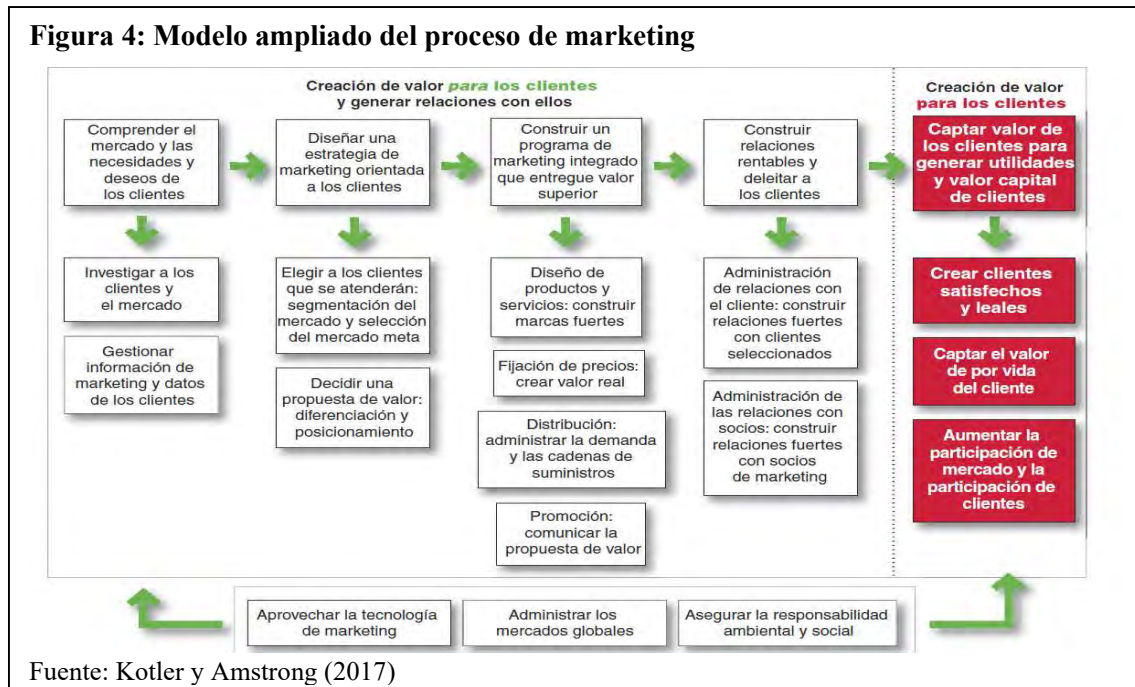 Figura 4: Modelo ampliado del proceso de marketing
Creación de valor para los clientes
y generar relaciones con ellos
Creación de valor
para los clientes
Comprender el
mercado y las
necesidades y
deseos de
los clientes
Diseñar una
estrategia de
marketing orientada
a los clientes
Construir un
programa de
marketing integrado
que entregue valor
superior
Construir
relaciones
rentables y
deleitar a
los clientes
Captar valor de
los clientes para
generar utilidades
y valor capital
de clientes
Investigar a los
clientes y
el mercado
Gestionar
información de
marketing y datos
de los clientes
Elegir a los clientes
que se atenderán:
segmentación del
mercado y selección
del mercado meta
Decidir una
propuesta de valor:
diferenciación y
posicionamiento
Diseño de
productos y
servicios: construir
marcas fuertes
Fijación de precios:
crear valor real
Distribución:
administrar la demanda
y las cadenas de
suministros
Promoción:
comunicar la
propuesta de valor
Administración
de relaciones con
el cliente: construir
relaciones fuertes
con clientes
seleccionados
Administración de
las relaciones con
socios: construir
relaciones fuertes
con socios
de marketing
Crear clientes
satisfechos
y leales
Captar el valor
de por vida
del cliente
Aumentar la
participación de
mercado y la
participación de
clientes
Aprovechar la tecnología
de marketing
Administrar los
mercados globales
Asegurar la responsabilidad
ambiental y social
Fuente: Kotler y Amstrong (2017)